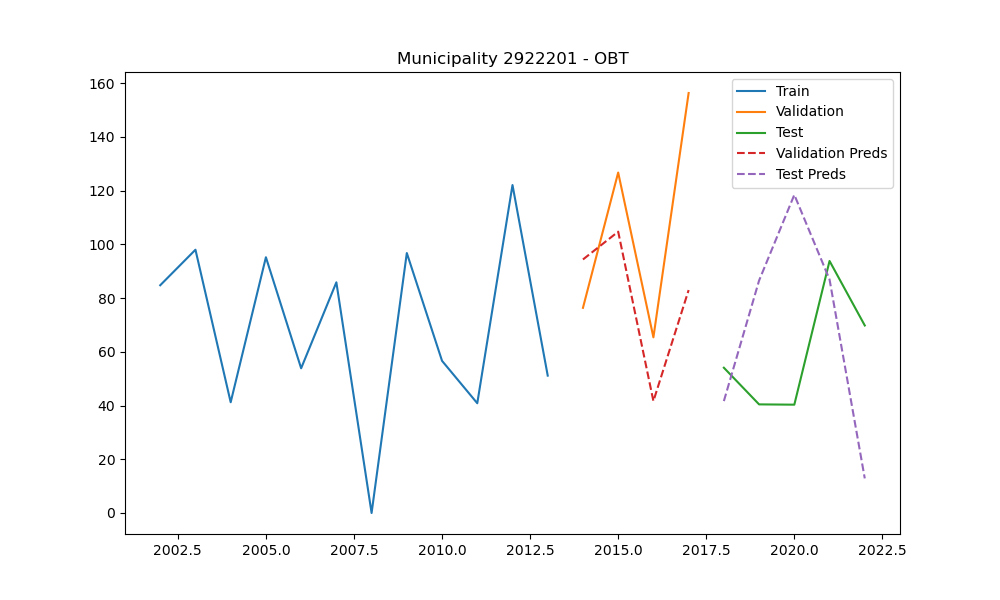 Municipality 2922201 - OBT
160
140
120
100
80
60
40
20
0
Train
Validation
Test
Validation Preds
Test Preds
2002.5 2005.0 2007.5 2010.0 2012.5 2015.0 2017.5 2020.0 2022.5